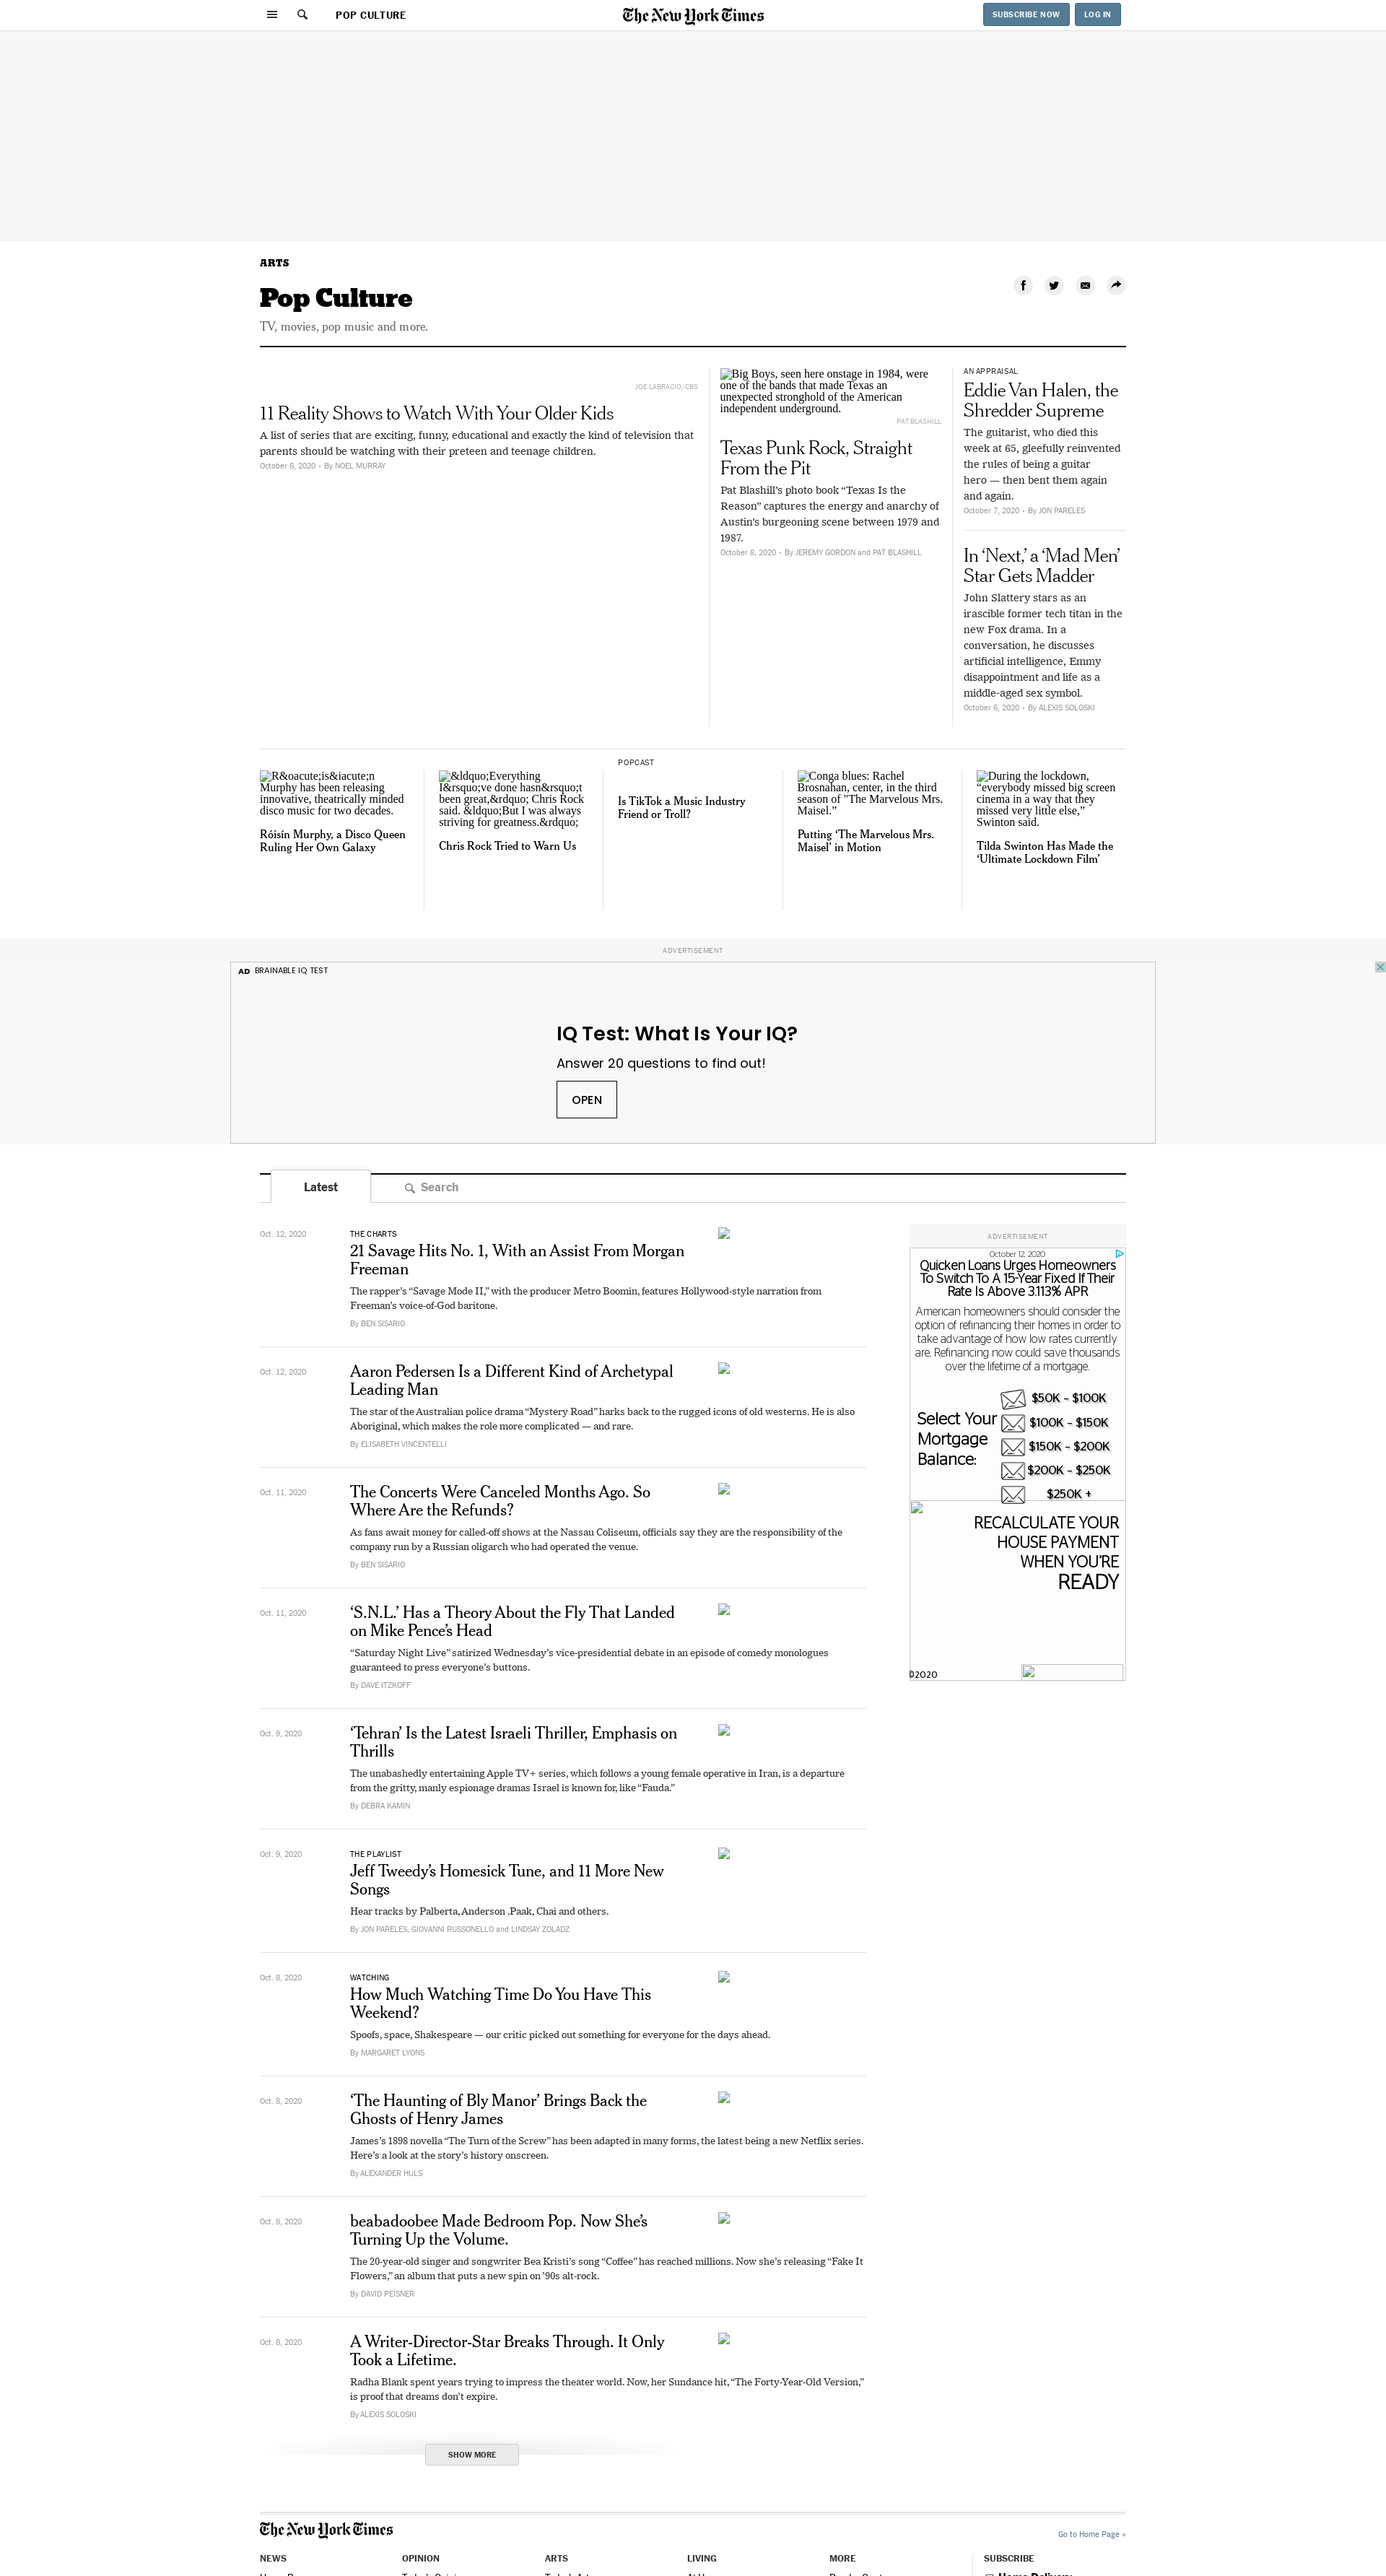 POP CULTURE
The New York Times
SUBSCRIBE NOW
LOG IN
ARTS
Pop Culture
TV, movies, pop music and more.
JOE LABRACIO/CBS
11 Reality Shows to Watch With Your Older Kids
A list of series that are exciting, funny, educational and exactly the kind of television that
parents should be watching with their preteen and teenage children.
October 8, 2020 • By NOEL MURRAY
Big Boys, seen here onstage in 1984, were
one of the bands that made Texas an
unexpected stronghold of the American
independent underground.
PAT BLASHILL
Texas Punk Rock, Straight
From the Pit
Pat Blashill’s photo book “Texas Is the
Reason” captures the energy and anarchy of
Austin’s burgeoning scene between 1979 and
1987.
October 8, 2020 • By JEREMY GORDON and PAT BLASHILL
AN APPRAISAL
Eddie Van Halen, the
Shredder Supreme
The guitarist, who died this
week at 65, gleefully reinvented
the rules of being a guitar
hero — then bent them again
and again.
October 7, 2020 • By JON PARELES
In ‘Next,’ a ‘Mad Men’
Star Gets Madder
John Slattery stars as an
irascible former tech titan in the
new Fox drama. In a
conversation, he discusses
artificial intelligence, Emmy
disappointment and life as a
middle-aged sex symbol.
October 6, 2020 • By ALEXIS SOLOSKI
R&oacute;is&iacute;n
Murphy has been releasing
innovative, theatrically minded
disco music for two decades.
Róisín Murphy, a Disco Queen
Ruling Her Own Galaxy
&ldquo;Everything
I&rsquo;ve done hasn&rsquo;t
been great,&rdquo; Chris Rock
said. &ldquo;But I was always
striving for greatness.&rdquo;
Chris Rock Tried to Warn Us
POPCAST
Is TikTok a Music Industry
Friend or Troll?
Conga blues: Rachel
Brosnahan, center, in the third
season of "The Marvelous Mrs.
Maisel.”
Putting ‘The Marvelous Mrs.
Maisel’ in Motion
During the lockdown,
“everybody missed big screen
cinema in a way that they
missed very little else,”
Swinton said.
Tilda Swinton Has Made the
‘Ultimate Lockdown Film’
ADVERTISEMENT
AD BRAINABLE IQ TEST
IQ Test: What Is Your IQ?
Answer 20 questions to find out!
OPEN
Latest
Search
Oct. 12, 2020
THE CHARTS
21 Savage Hits No. 1, With an Assist From Morgan
Freeman
The rapper’s “Savage Mode II,” with the producer Metro Boomin, features Hollywood-style narration from
Freeman’s voice-of-God baritone.
By BEN SISARIO
Oct. 12, 2020
Aaron Pedersen Is a Different Kind of Archetypal
Leading Man
The star of the Australian police drama “Mystery Road” harks back to the rugged icons of old westerns. He is also
Aboriginal, which makes the role more complicated — and rare.
By ELISABETH VINCENTELLI
Oct. 11, 2020
The Concerts Were Canceled Months Ago. So
Where Are the Refunds?
As fans await money for called-off shows at the Nassau Coliseum, officials say they are the responsibility of the
company run by a Russian oligarch who had operated the venue.
By BEN SISARIO
Oct. 11, 2020
‘S.N.L.’ Has a Theory About the Fly That Landed
on Mike Pence’s Head
“Saturday Night Live” satirized Wednesday’s vice-presidential debate in an episode of comedy monologues
guaranteed to press everyone’s buttons.
By DAVE ITZKOFF
Oct. 9, 2020
‘Tehran’ Is the Latest Israeli Thriller, Emphasis on
Thrills
The unabashedly entertaining Apple TV+ series, which follows a young female operative in Iran, is a departure
from the gritty, manly espionage dramas Israel is known for, like “Fauda.”
By DEBRA KAMIN
Oct. 9, 2020
THE PLAYLIST
Jeff Tweedy’s Homesick Tune, and 11 More New
Songs
Hear tracks by Palberta, Anderson .Paak, Chai and others.
By JON PARELES, GIOVANNI RUSSONELLO and LINDSAY ZOLADZ
Oct. 8, 2020
WATCHING
How Much Watching Time Do You Have This
Weekend?
Spoofs, space, Shakespeare — our critic picked out something for everyone for the days ahead.
By MARGARET LYONS
Oct. 8, 2020
‘The Haunting of Bly Manor’ Brings Back the
Ghosts of Henry James
James’s 1898 novella “The Turn of the Screw” has been adapted in many forms, the latest being a new Netflix series.
Here’s a look at the story’s history onscreen.
By ALEXANDER HULS
Oct. 8, 2020
beabadoobee Made Bedroom Pop. Now She’s
Turning Up the Volume.
The 20-year-old singer and songwriter Bea Kristi’s song “Coffee” has reached millions. Now she’s releasing “Fake It
Flowers,” an album that puts a new spin on ’90s alt-rock.
By DAVID PEISNER
Oct. 8, 2020
A Writer-Director-Star Breaks Through. It Only
Took a Lifetime.
Radha Blank spent years trying to impress the theater world. Now, her Sundance hit, “The Forty-Year-Old Version,”
is proof that dreams don’t expire.
By ALEXIS SOLOSKI
SHOW MORE
ADVERTISEMENT
October 12, 2020
Quicken Loans Urges Homeowners
To Switch To A 15-Year Fixed If Their
Rate Is Above 3.113% APR
American homeowners should consider the
option of refinancing their homes in order to
take advantage of how low rates currently
are. Refinancing now could save thousands
over the lifetime of a mortgage.
Select Your
Mortgage
Balance:
$50K - $100K
$100K - $150K
$150K - $200K
$200K - $250K
$250K +
RECALCULATE YOUR
HOUSE PAYMENT
WHEN YOU'RE
READY
©2020
The New York Times
Go to Home Page »
NEWS
OPINION
ARTS
LIVING
MORE
SUBSCRIBE